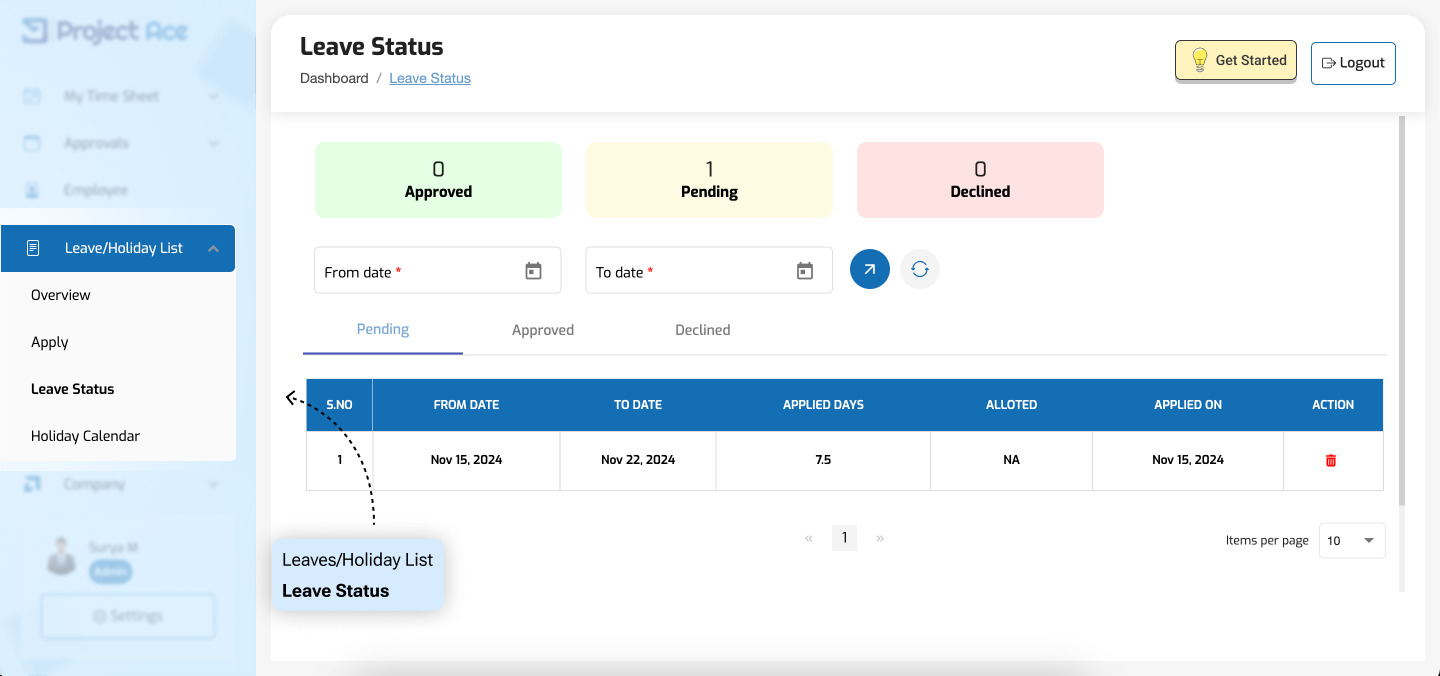 Project Ace
My Time Sheet
Approvals
Employee
Leave/Holiday List
Overview
Apply
Leave Status
Holiday Calendar
Company
Surya M
Admin
Settings
Leave Status
Dashboard / Leave Status
Get Started
Logout
0
Approved
1
Pending
0
Declined
From date *
To date *
Pending Approved Declined
S.NO FROM DATE TO DATE APPLIED DAYS ALLOTED APPLIED ON ACTION
1 Nov 15, 2024 Nov 22, 2024 7.5 NA Nov 15, 2024
« 1 »
Items per page 10
Leaves/Holiday List
Leave Status